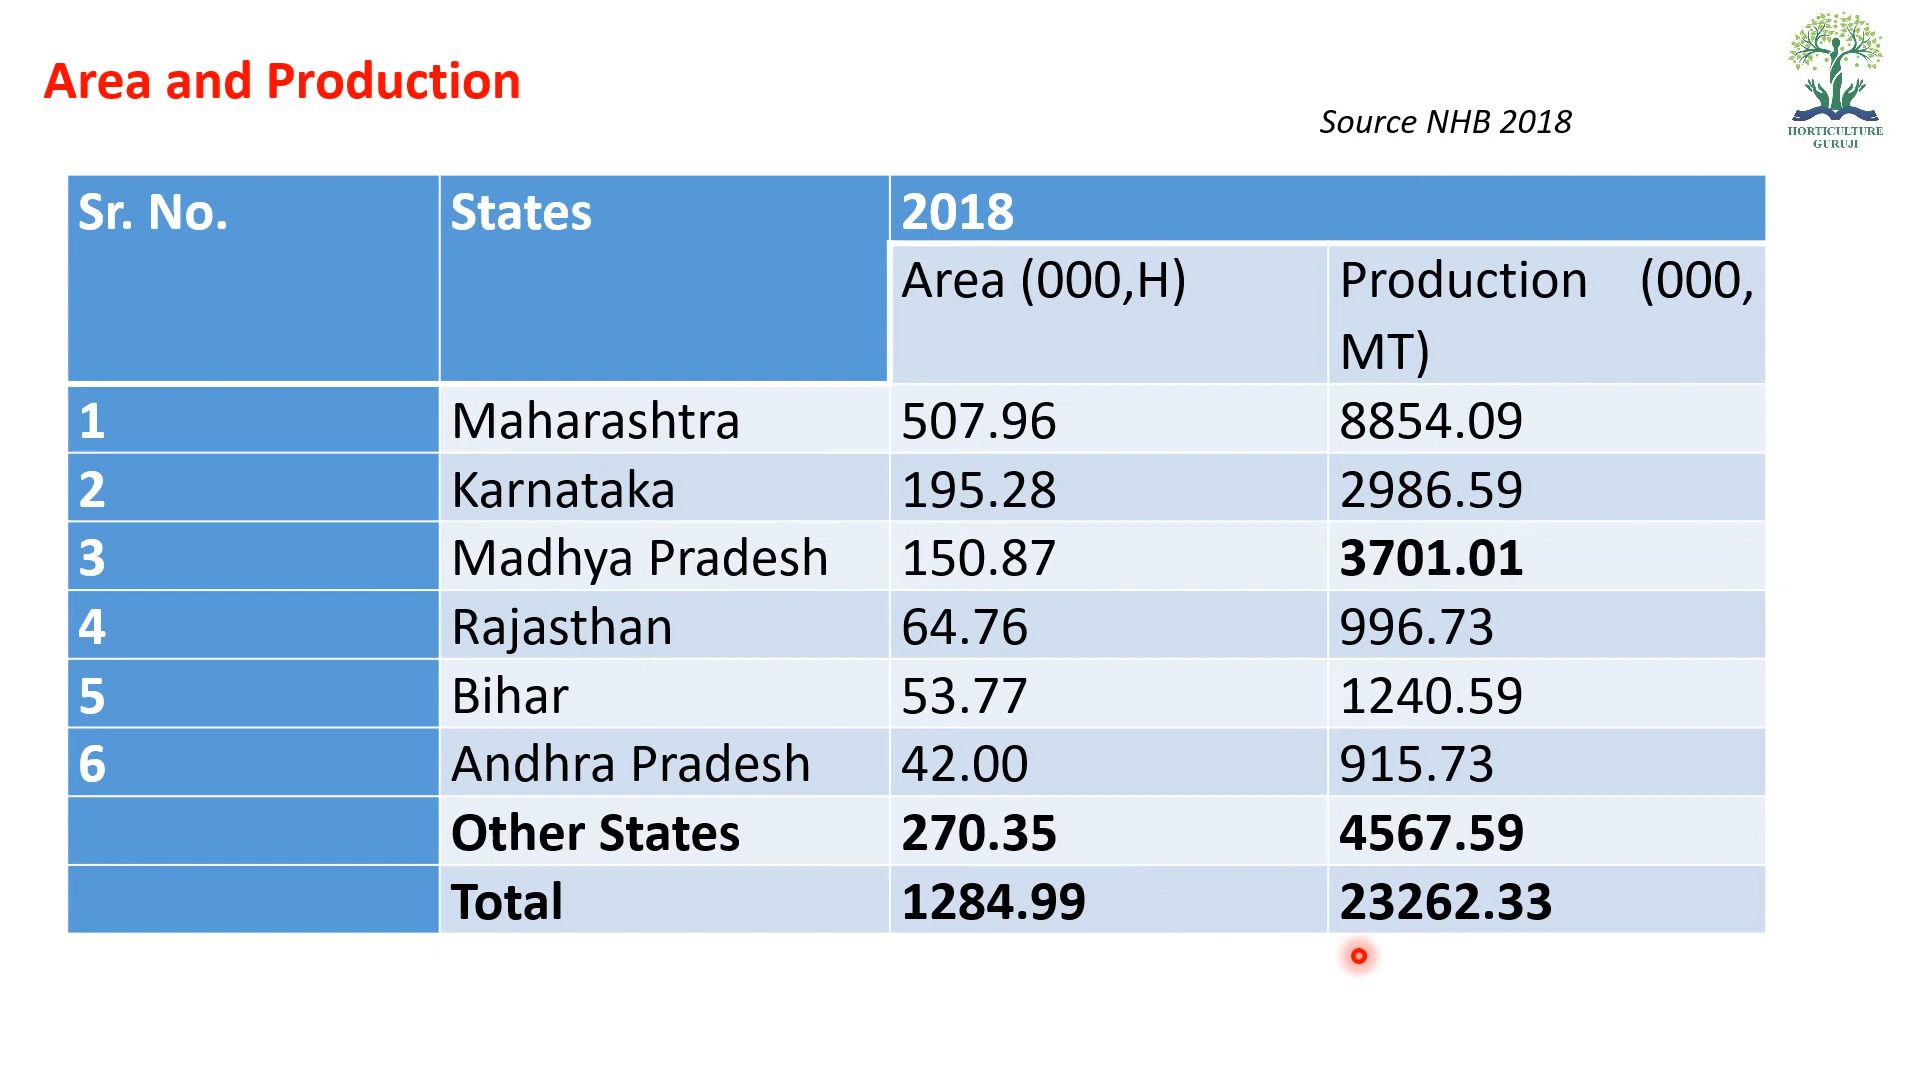 Area and Production
Source NHB 2018
HORTICULTURE
GURUJI
Sr. No. States 2018
Area (000,H) Production (000,
MT)
1 Maharashtra 507.96 8854.09
2 Karnataka 195.28 2986.59
3 Madhya Pradesh 150.87 3701.01
4 Rajasthan 64.76 996.73
5 Bihar 53.77 1240.59
6 Andhra Pradesh 42.00 915.73
Other States 270.35 4567.59
Total 1284.99 23262.33